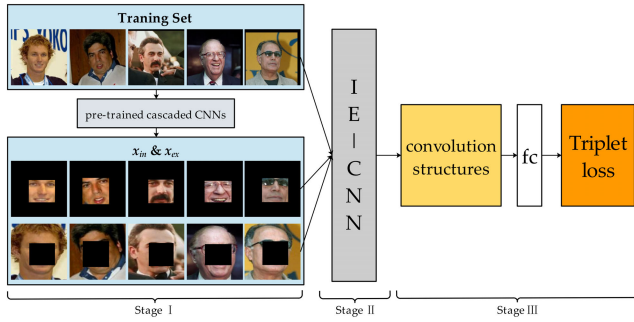 Traning Set
pre-trained cascaded CNNs
x_in & x_ex
I
E
|
C
N
N
convolution
structures
fc
Triplet
loss
Stage I
Stage II
Stage III